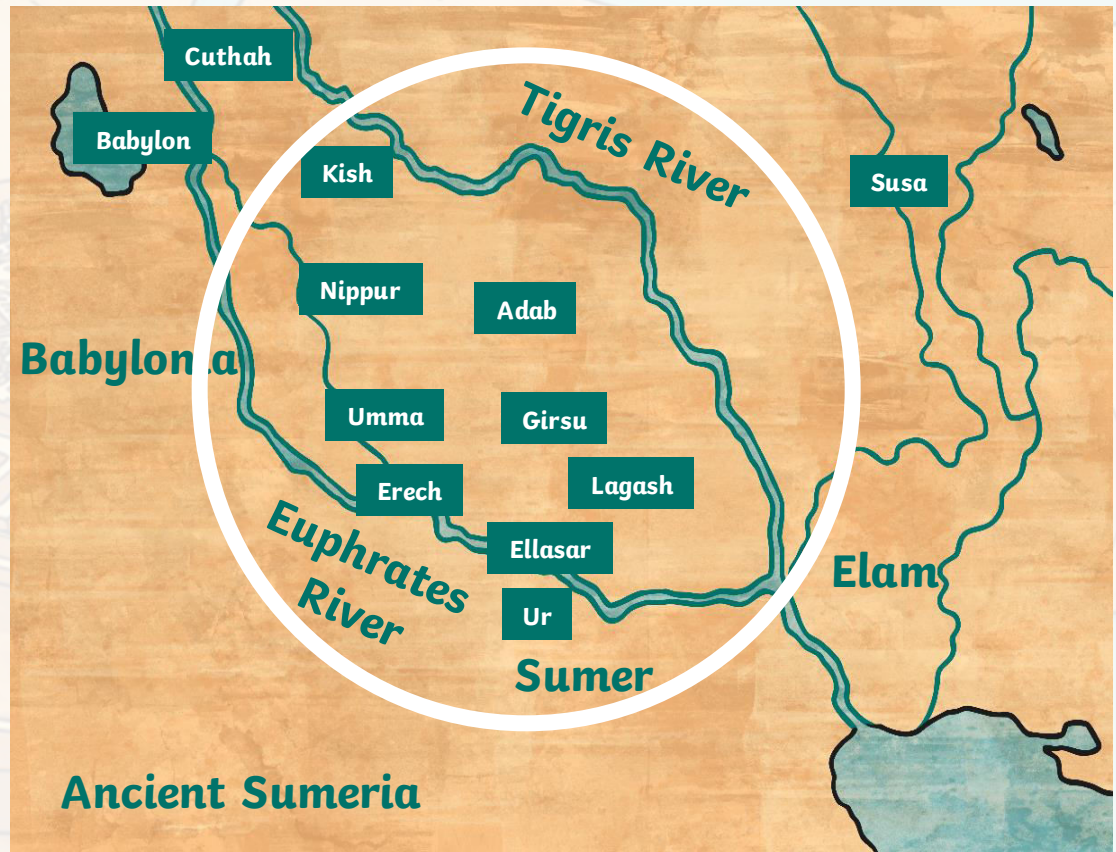 Cuthah
Tigris River
Babylon
Kish
Susa
Nippur
Adab
Babylonia
Umma
Girsu
Erech
Lagash
Euphrates
River
Ellasar
Elam
Ur
Sumer
Ancient Sumeria